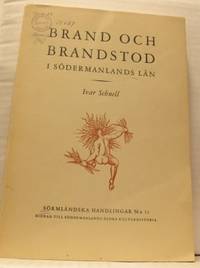 BRAND OCH
BRANDSTOD
I SÖDERMANLANDS LÄN
Ivar Schnell
SÖRMLÄNDSKA HANDLINGAR No 11
BIDRAG TILL SÖDERMANLANDS ÄLDRE KULTURHISTORIA